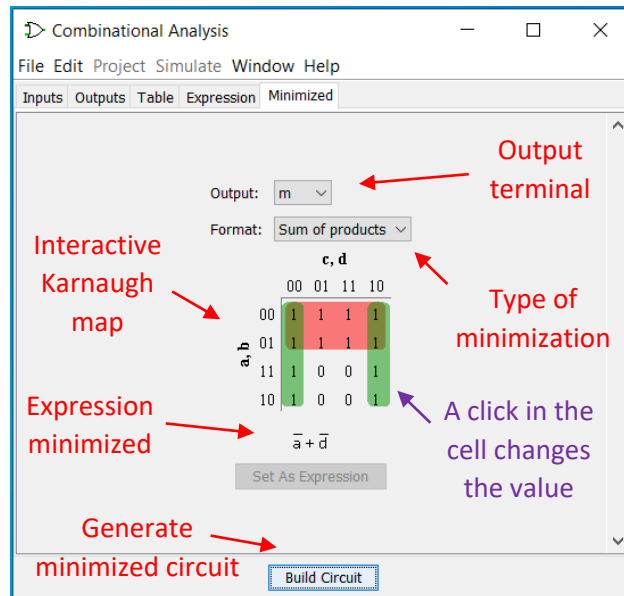 Combinational Analysis
File Edit Project Simulate Window Help
Inputs Outputs Table Expression Minimized
Output
terminal
Output: m
Format: Sum of products
Interactive
Karnaugh
map
c, d
00 01 11 10
a, b
00 1 1 1 1
01 1 1 1 1
11 1 0 0 1
10 1 0 0 1
Type of
minimization
Expression
minimized
a̅ + d̅
A click in the
cell changes
the value
Set As Expression
Generate
minimized circuit
Build Circuit